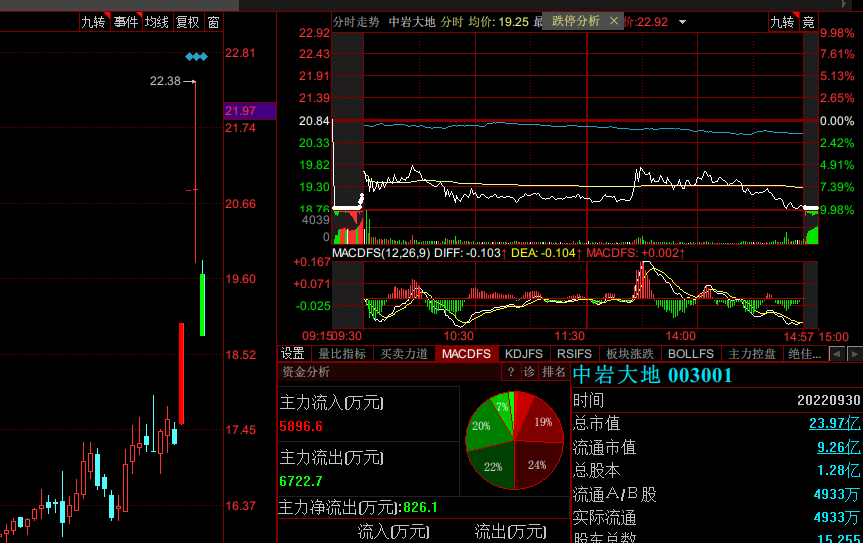 九转 事件 均线 复权 窗
22.81
22.38
21.97
21.74
20.66
19.60
18.52
17.45
16.37
分时走势 中岩大地 分时 均价: 19.25 最 跌停分析 × 价:22.92 九转 竞
22.92 9.98%
22.43 7.61%
21.91 5.13%
21.39 2.65%
20.84 0.00%
20.33 2.42%
19.82 4.91%
19.30 7.39%
18.76 9.98%
4039
0
MACDFS(12,26,9) DIFF: -0.103↑ DEA: -0.104↑ MACDFS: +0.002↑
+0.167
+0.071
-0.025
09:15 09:30 10:30 11:30 14:00 14:57 15:00
设置 量比指标 买卖力道 MACDFS KDJFS RSIFS 板块涨跌 BOLLFS 主力控盘 绝佳...
资金分析 ? 诊 排名
主力流入(万元)
5896.6
主力流出(万元)
6722.7
主力净流出(万元):826.1
流入(万元) 流出(万元)
7%
19%
20%
22%
24%
中岩大地 003001
时间 20220930
总市值 23.97亿
流通市值 9.26亿
总股本 1.28亿
流通A/B股 4933万
实际流通 4933万
股东总数 15,255